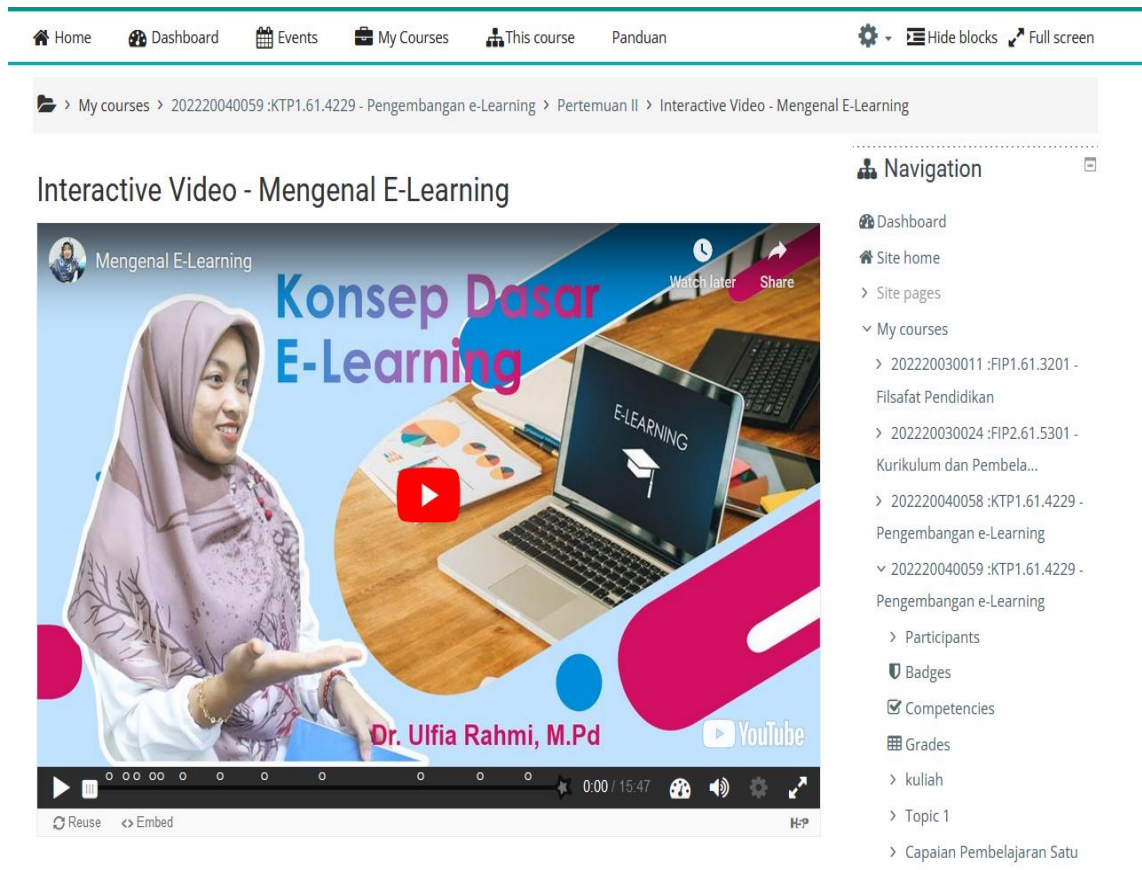 Home Dashboard Events My Courses This course Panduan Hide blocks Full screen
> My courses > 202220040059 :KTP1.61.4229 - Pengembangan e-Learning > Pertemuan II > Interactive Video - Mengenal E-Learning
Interactive Video - Mengenal E-Learning
Mengenal E-Learning
Watch later Share
Konsep Dasar
E-Learning
E-LEARNING
Dr. Ulfia Rahmi, M.Pd
YouTube
0:00 / 15:47
Reuse <> Embed H-P
Navigation
Dashboard
Site home
> Site pages
My courses
> 202220030011 :FIP1.61.3201 -
Filsafat Pendidikan
> 202220030024 :FIP2.61.5301 -
Kurikulum dan Pembela...
> 202220040058 :KTP1.61.4229 -
Pengembangan e-Learning
202220040059 :KTP1.61.4229 -
Pengembangan e-Learning
> Participants
Badges
Competencies
Grades
> kuliah
> Topic 1
> Capaian Pembelajaran Satu